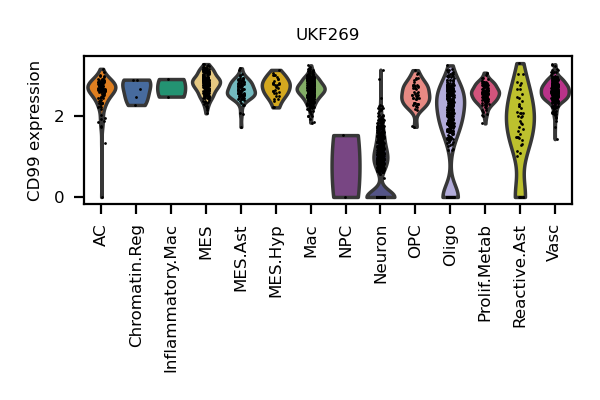 UKF269
CD99 expression
2
0
AC
Chromatin.Reg
Inflammatory.Mac
MES
MES.Ast
MES.Hyp
Mac
NPC
Neuron
OPC
Oligo
Prolif.Metab
Reactive.Ast
Vasc